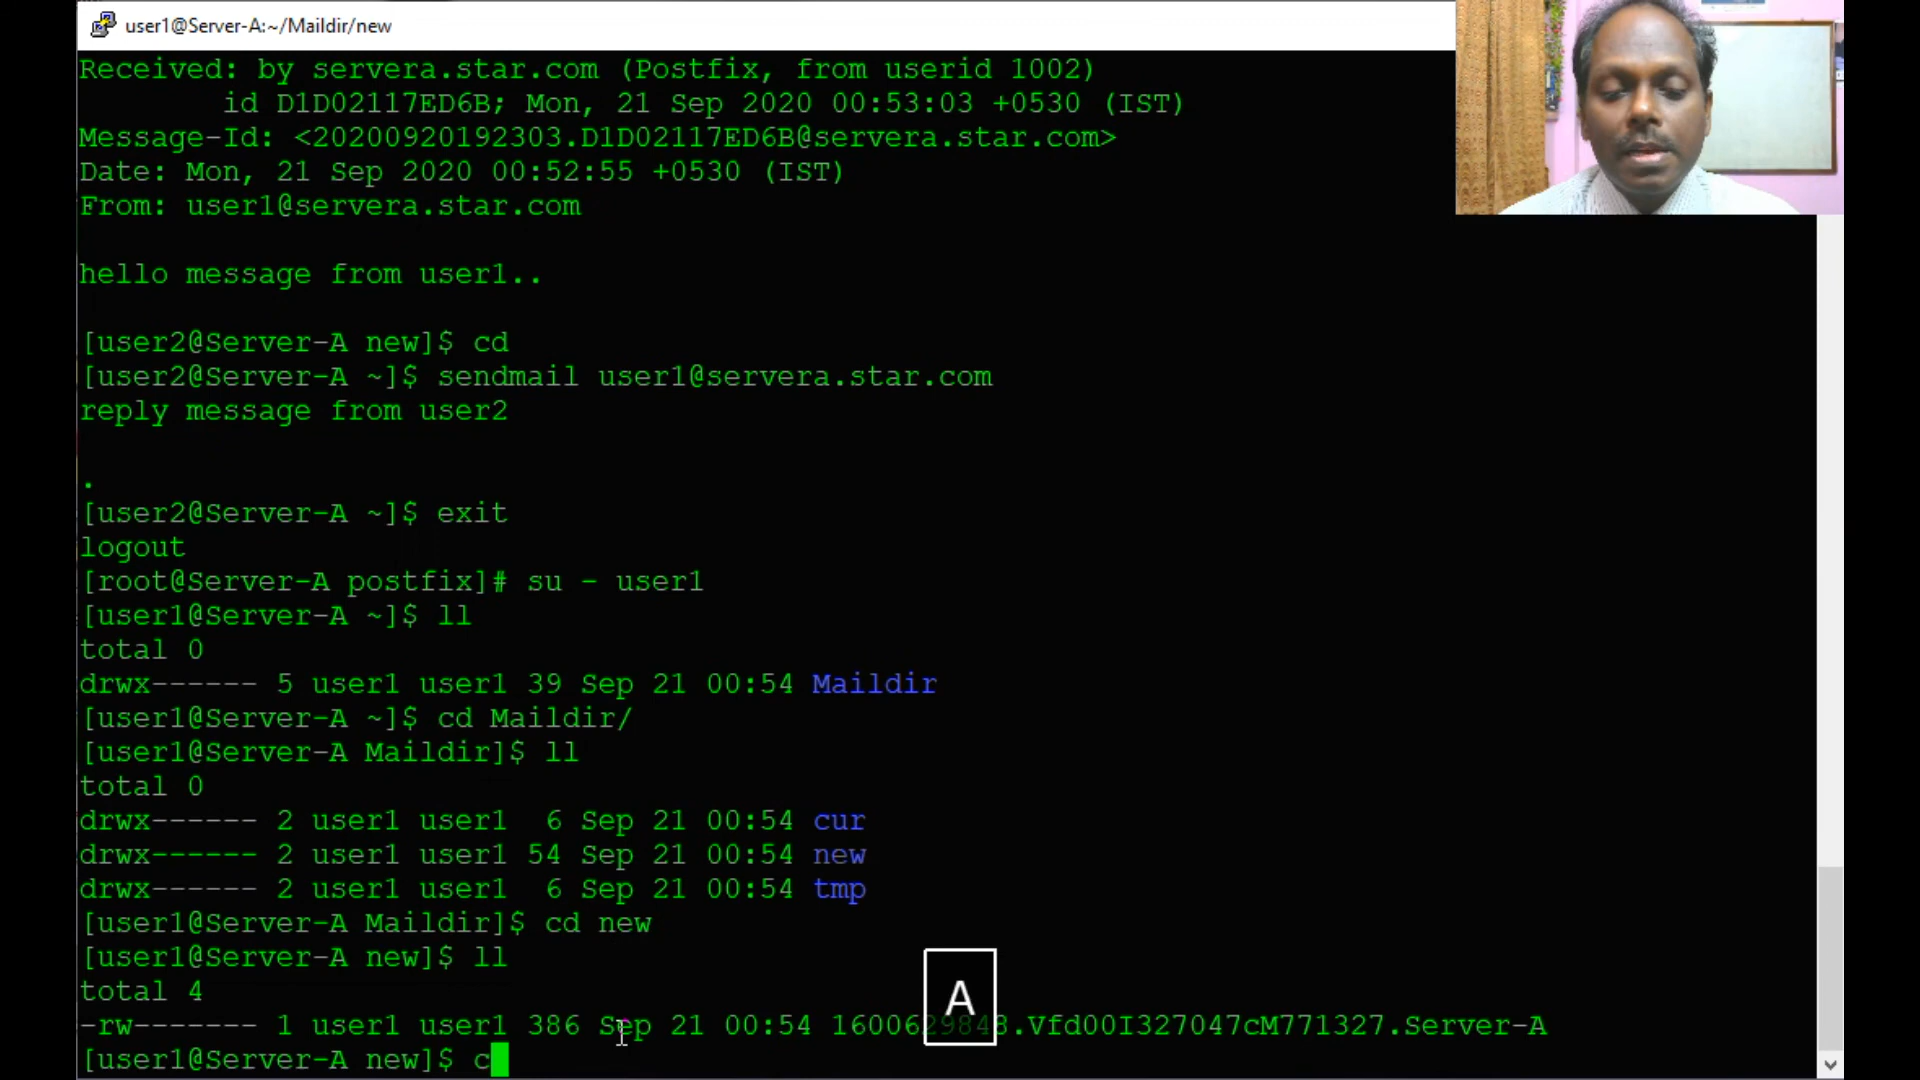 user1@Server-A:~/Maildir/new
Received: by servera.star.com (Postfix, from userid 1002)
id D1D02117ED6B; Mon, 21 Sep 2020 00:53:03 +0530 (IST)
Message-Id: <20200920192303.D1D02117ED6B@servera.star.com>
Date: Mon, 21 Sep 2020 00:52:55 +0530 (IST)
From: user1@servera.star.com
hello message from user1..
[user2@Server-A new]$ cd
[user2@Server-A ~]$ sendmail user1@servera.star.com
reply message from user2
.
[user2@Server-A ~]$ exit
logout
[root@Server-A postfix]# su - user1
[user1@Server-A ~]$ ll
total 0
drwx------ 5 user1 user1 39 Sep 21 00:54 Maildir
[user1@Server-A ~]$ cd Maildir/
[user1@Server-A Maildir]$ ll
total 0
drwx------ 2 user1 user1  6 Sep 21 00:54 cur
drwx------ 2 user1 user1 54 Sep 21 00:54 new
drwx------ 2 user1 user1  6 Sep 21 00:54 tmp
[user1@Server-A Maildir]$ cd new
[user1@Server-A new]$ ll
total 4
-rw------- 1 user1 user1 386 Sep 21 00:54 1600629848.Vfd00I327047cM771327.Server-A
[user1@Server-A new]$ c
A